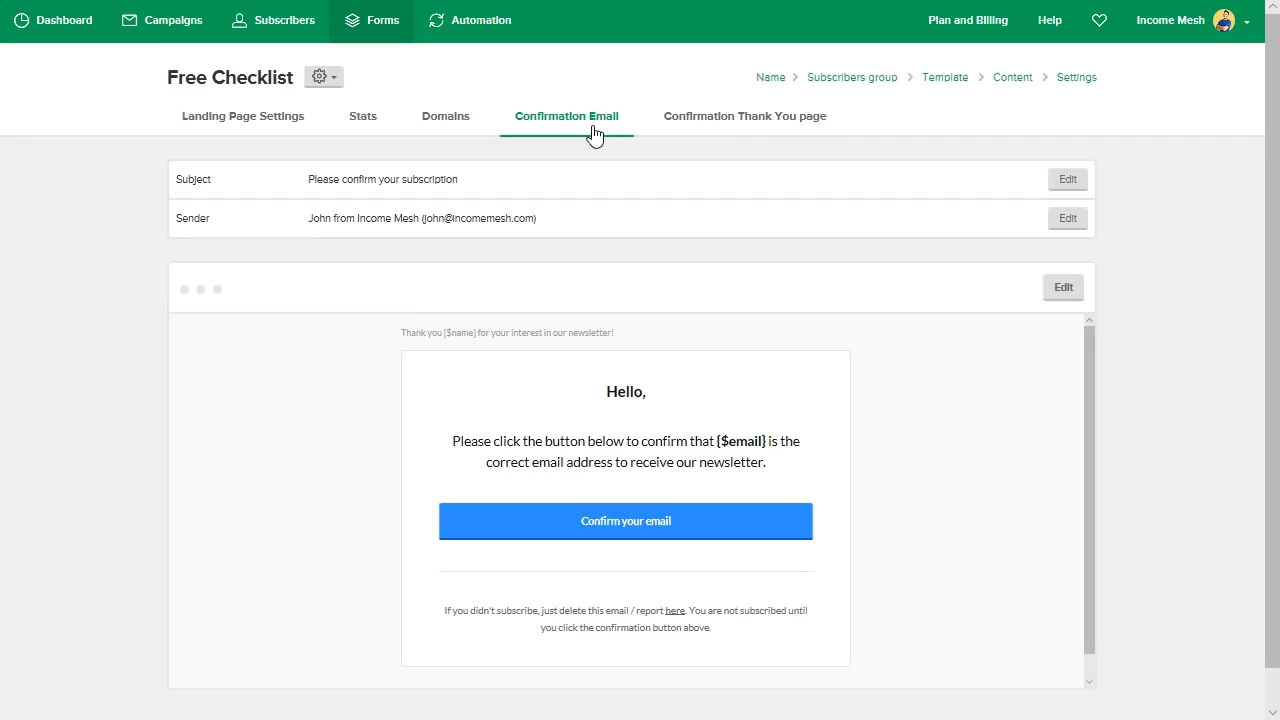 Dashboard Campaigns Subscribers Forms Automation Plan and Billing Help Income Mesh
Free Checklist
Name Subscribers group Template Content Settings
Landing Page Settings Stats Domains Confirmation Email Confirmation Thank You page
Subject Please confirm your subscription Edit
Sender John from Income Mesh (john@incomemesh.com) Edit
Edit
Thank you [$name] for your interest in our newsletter!
Hello,
Please click the button below to confirm that {$email} is the
correct email address to receive our newsletter.
Confirm your email
If you didn't subscribe, just delete this email / report here. You are not subscribed until
you click the confirmation button above.